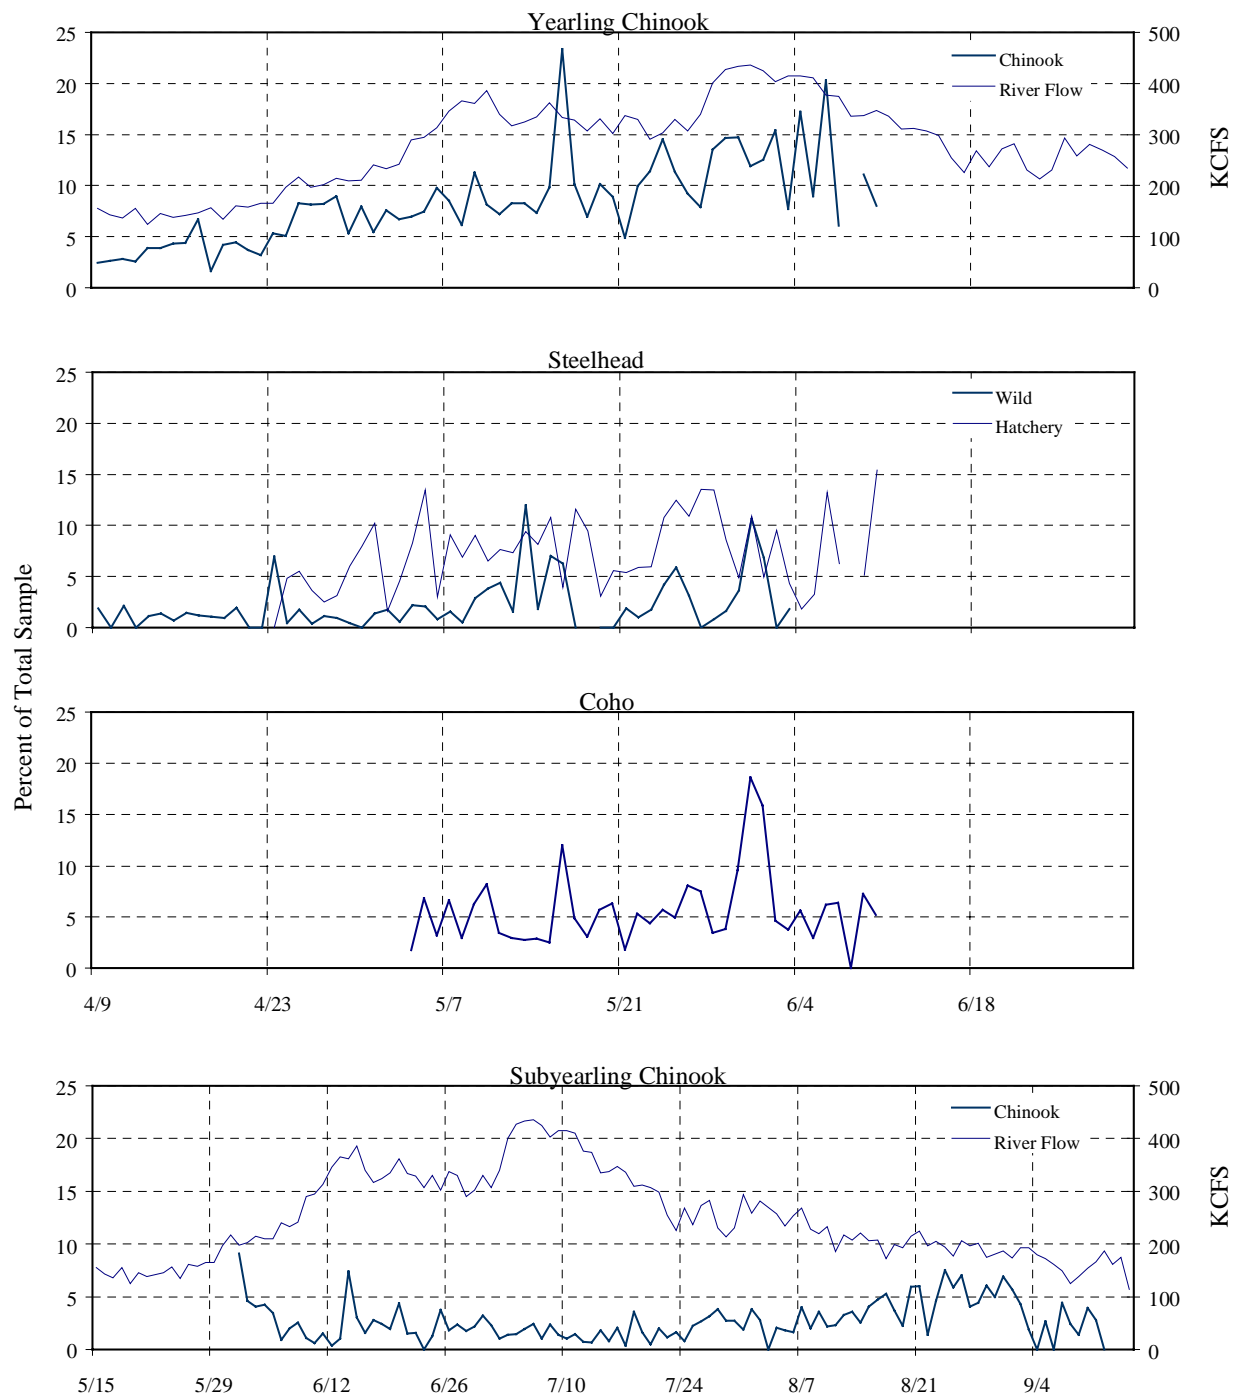 Yearling Chinook
25
20
15
10
5
0
500
400
300
200
100
0
KCFS
Chinook
River Flow
Steelhead
25
20
15
10
5
0
Wild
Hatchery
Percent of Total Sample
Coho
25
20
15
10
5
0
4/9 4/23 5/7 5/21 6/4 6/18
Subyearling Chinook
25
20
15
10
5
0
500
400
300
200
100
0
KCFS
Chinook
River Flow
5/15 5/29 6/12 6/26 7/10 7/24 8/7 8/21 9/4